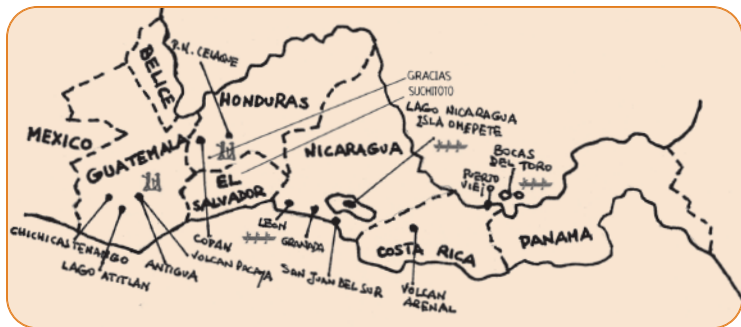 BELICE
P.N. CELAQUE
GRACIAS
SUCHITOTO
HONDURAS
LAGO NICARAGUA
ISLA OMEPETE
MEXICO
GUATEMALA
NICARAGUA
BOCAS
DEL TORO
PUERTO
VIEJO
EL
SALVADOR
LEON
GRANADA
CHICHICASTENANGO
LAGO ATITLAN
ANTIGUA
VOLCAN PACAYA
COPAN
SAN JUAN DEL SUR
COSTA RICA
PANAMA
VOLCAN
ARENAL